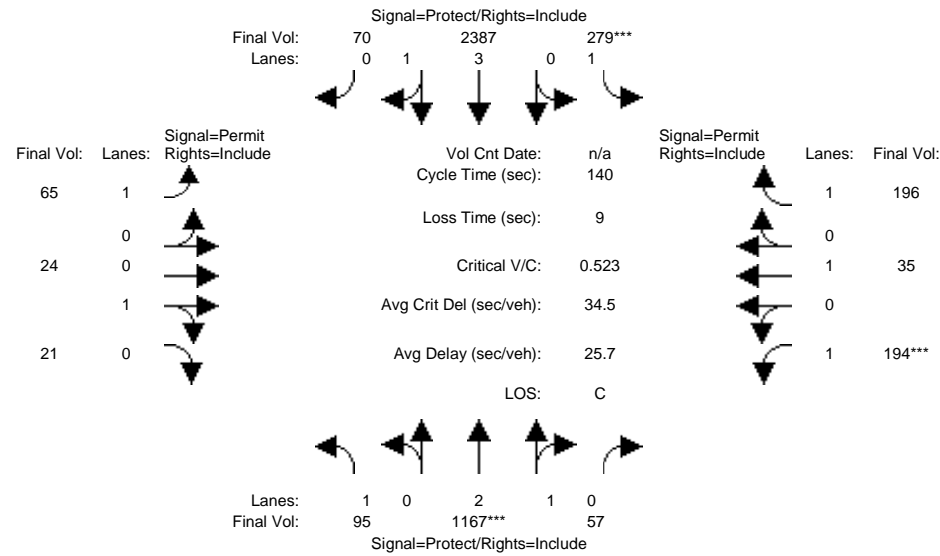 Signal=Protect/Rights=Include
Final Vol: 70 2387 279***
Lanes: 0 1 3 0 1
Signal=Permit Signal=Permit
Final Vol: Lanes: Rights=Include Vol Cnt Date: n/a Rights=Include Lanes: Final Vol:
Cycle Time (sec): 140
65 1 1 196
0 Loss Time (sec): 9 0
24 0 Critical V/C: 0.523 1 35
1 Avg Crit Del (sec/veh): 34.5 0
21 0 Avg Delay (sec/veh): 25.7 1 194***
LOS: C
Lanes: 1 0 2 1 0
Final Vol: 95 1167*** 57
Signal=Protect/Rights=Include